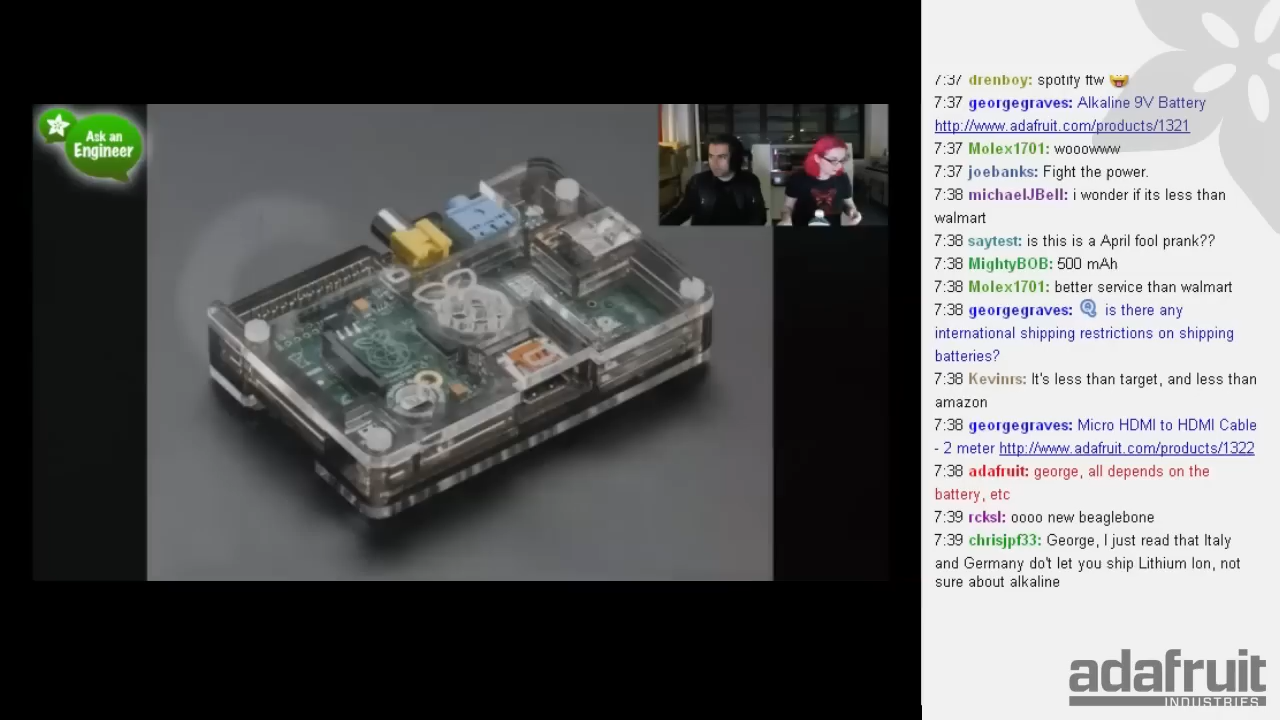 Ask an
Engineer
7:37 drenboy: spotify ftw
7:37 georgegraves: Alkaline 9V Battery
http://www.adafruit.com/products/1321
7:37 Molex1701: wooowww
7:37 joebanks: Fight the power.
7:38 michaelJBell: i wonder if its less than
walmart
7:38 saytest: is this is a April fool prank??
7:38 MightyBOB: 500 mAh
7:38 Molex1701: better service than walmart
7:38 georgegraves: is there any
international shipping restrictions on shipping
batteries?
7:38 Kevinrs: It's less than target, and less than
amazon
7:38 georgegraves: Micro HDMI to HDMI Cable
- 2 meter http://www.adafruit.com/products/1322
7:38 adafruit: george, all depends on the
battery, etc
7:39 rcksl: oooo new beaglebone
7:39 chrisjpf33: George, I just read that Italy
and Germany do't let you ship Lithium Ion, not
sure about alkaline
adafruit
INDUSTRIES